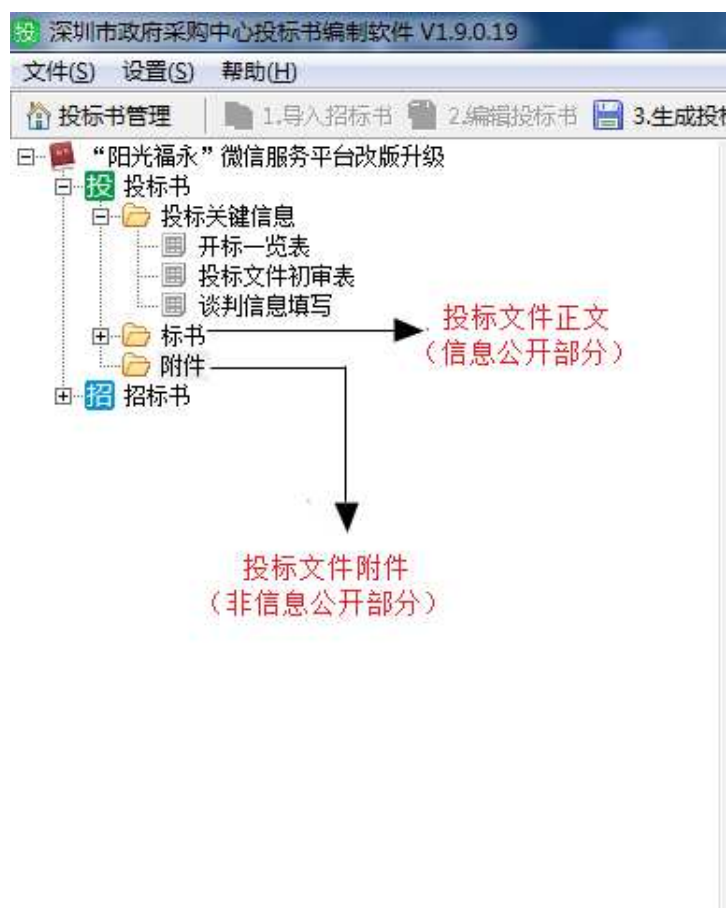 投 深圳市政府采购中心投标书编制软件 V1.9.0.19
文件(S) 设置(S) 帮助(H)
投标书管理 1.导入招标书 2.编辑投标书 3.生成投
“阳光福永”微信服务平台改版升级
投 投标书
投标关键信息
开标一览表
投标文件初审表
谈判信息填写
标书
投标文件正文
(信息公开部分)
附件
招 招标书
投标文件附件
(非信息公开部分)